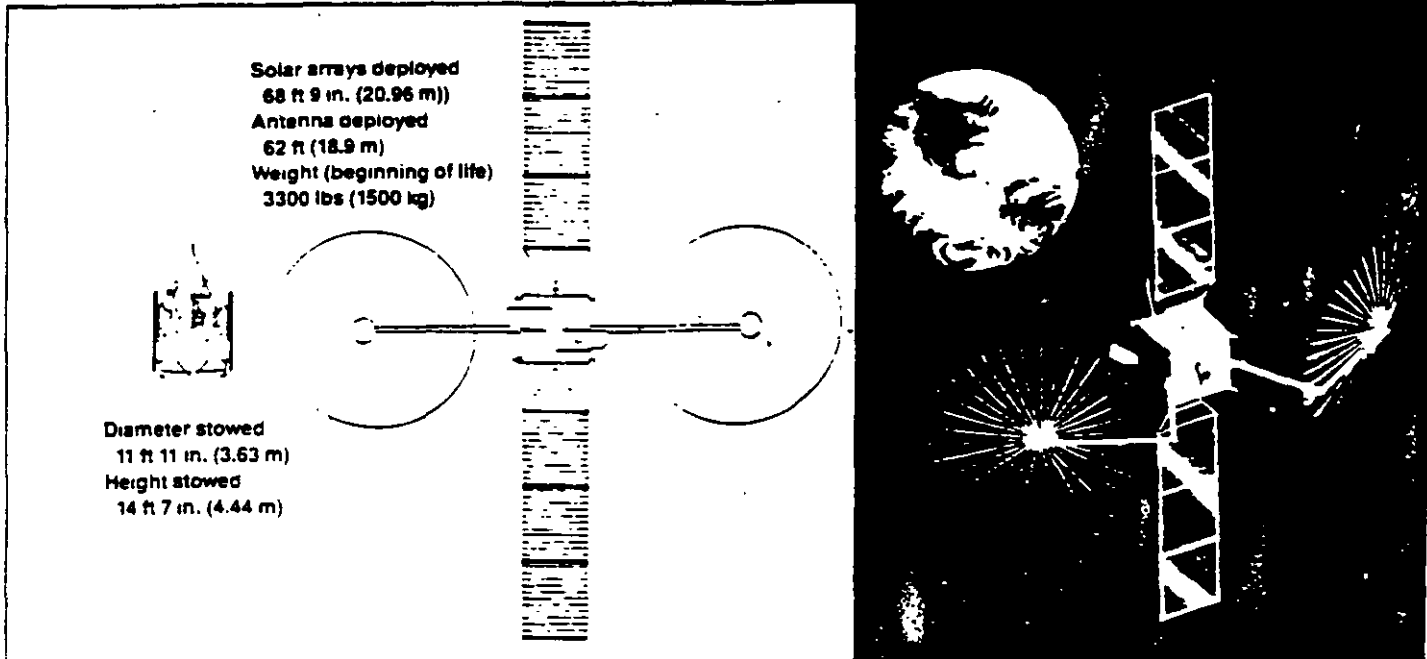 Solar arrays deployed
68 ft 9 in. (20.96 m))
Antenna deployed
62 ft (18.9 m)
Weight (beginning of life)
3300 lbs (1500 kg)
Diameter stowed
11 ft 11 in. (3.63 m)
Height stowed
14 ft 7 in. (4.44 m)